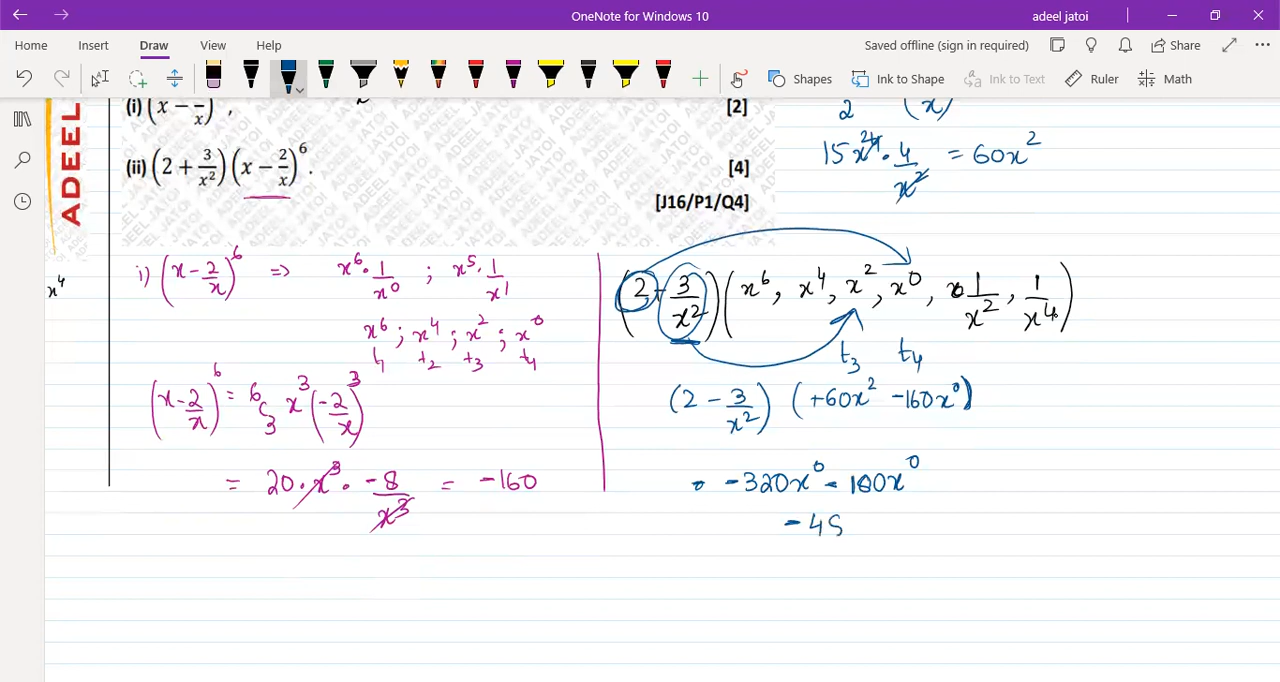 OneNote for Windows 10
adeel jatoi
Home Insert Draw View Help
Saved offline (sign in required)
Share
Shapes
Ink to Shape
Ink to Text
Ruler
Math
ADEEL
(i) (x − —/x) , [2]
(ii) (2 + 3/x²) (x − 2/x)⁶. [4]
[J16/P1/Q4]
2 (x)
15x²⁴ · 4/x² = 60x²
x⁴
i) (x − 2/x)⁶ => x⁶ · 1/x⁰ ; x⁵ · 1/x¹
x⁶ ; x⁴ ; x² ; x⁰
t₁ t₂ t₃ t₄
(x − 2/x)⁶ = ⁶C₃ x³ (−2/x)³
= 20 · x³ · −8/x³ = −160
(2 − 3/x²) (x⁶, x⁴, x², x⁰, 1/x², 1/x⁴)
t₃ t₄
(2 − 3/x²) (+60x² −160x⁰)
−320x⁰ − 180x⁰
− 4S